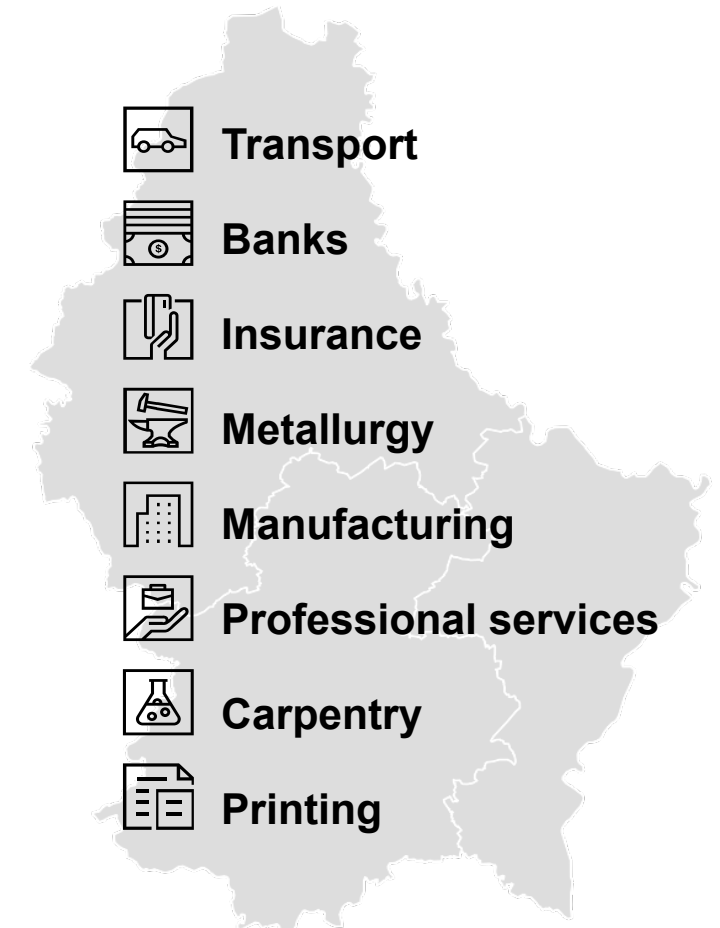 Transport
$
Banks
Insurance
Metallurgy
Manufacturing
Professional services
Carpentry
Printing